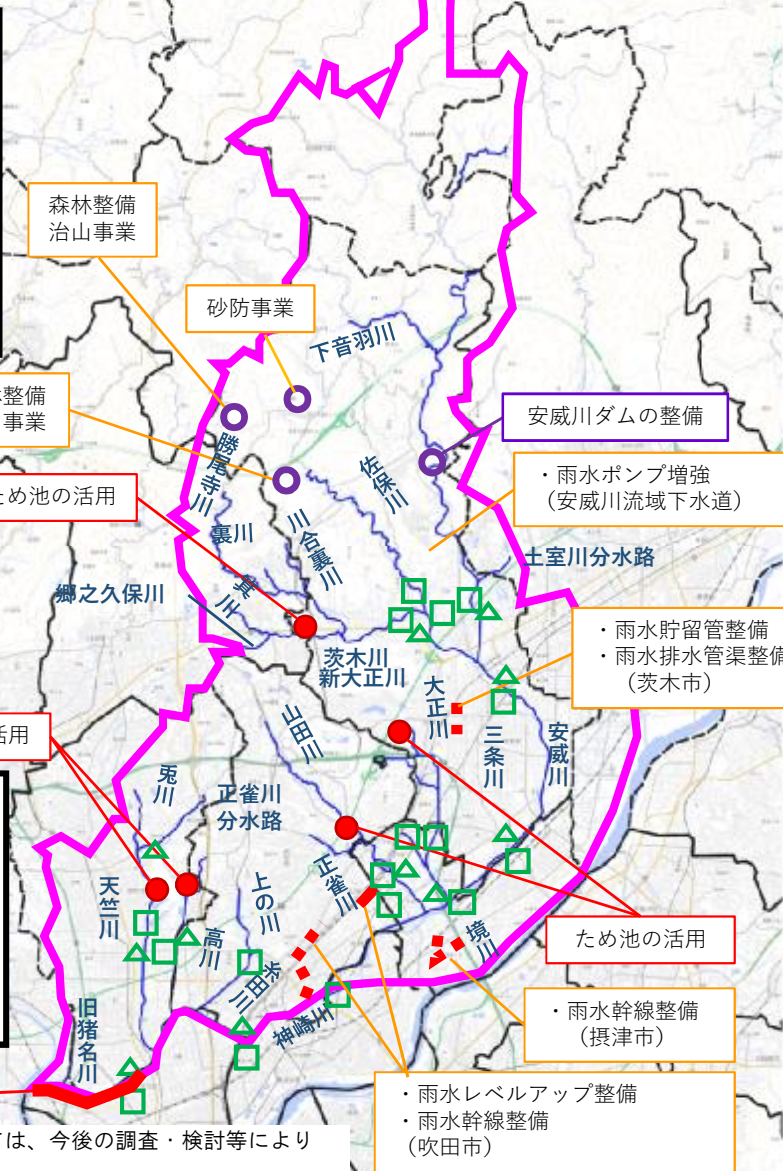 森林整備
治山事業
砂防事業
下音羽川
整備
事業
安威川ダムの整備
勝尾寺川
佐保川
・雨水ポンプ増強
（安威川流域下水道）
ため池の活用
裏川
川合裏川
土室川分水路
郷之久保川
箕川
・雨水貯留管整備
・雨水排水管渠整備
（茨木市）
茨木川
新大正川
大正川
山田川
三条川
安威川
活用
兎川
正雀川
分水路
正雀川
天竺川
上の川
高川
境川
ため池の活用
糸田川
神崎川
旧猪名川
・雨水幹線整備
（摂津市）
・雨水レベルアップ整備
・雨水幹線整備
（吹田市）
は、今後の調査・検討等により